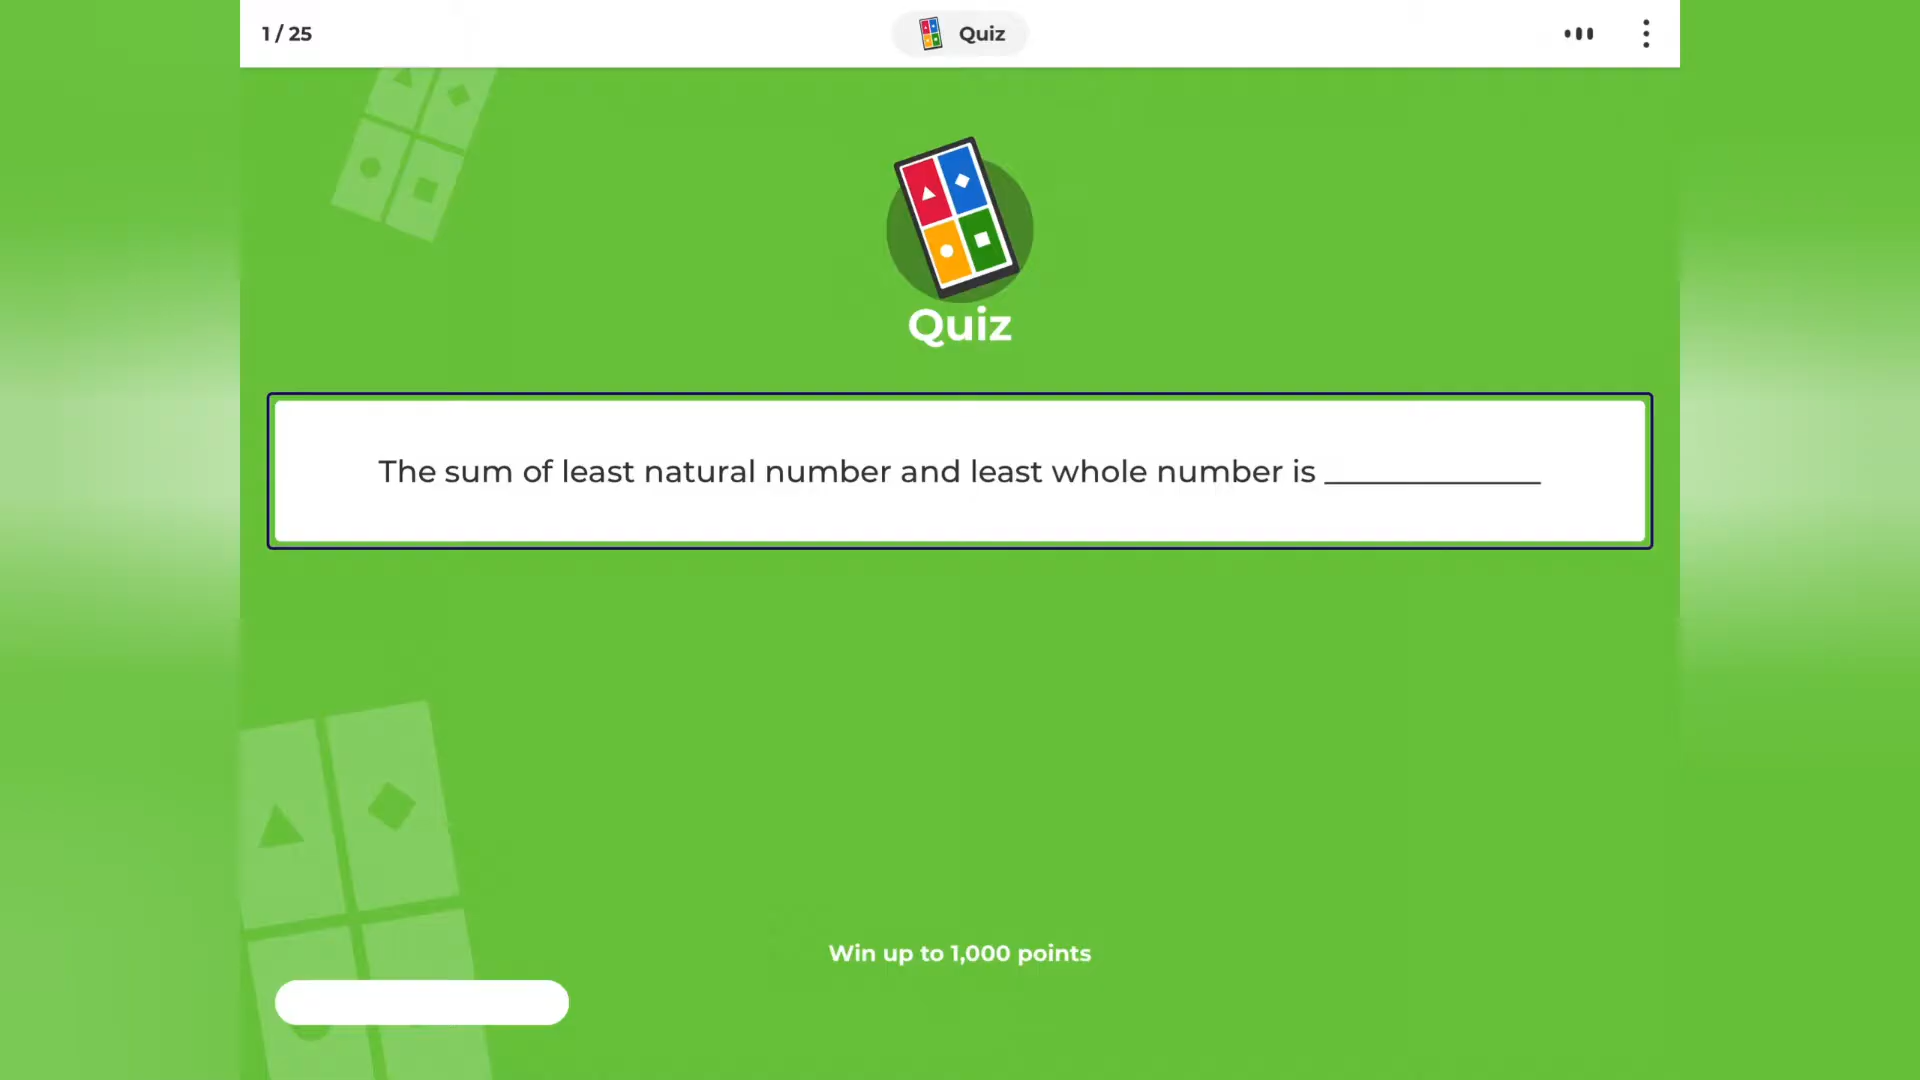 1 / 25
Quiz
Quiz
The sum of least natural number and least whole number is _______________
Win up to 1,000 points